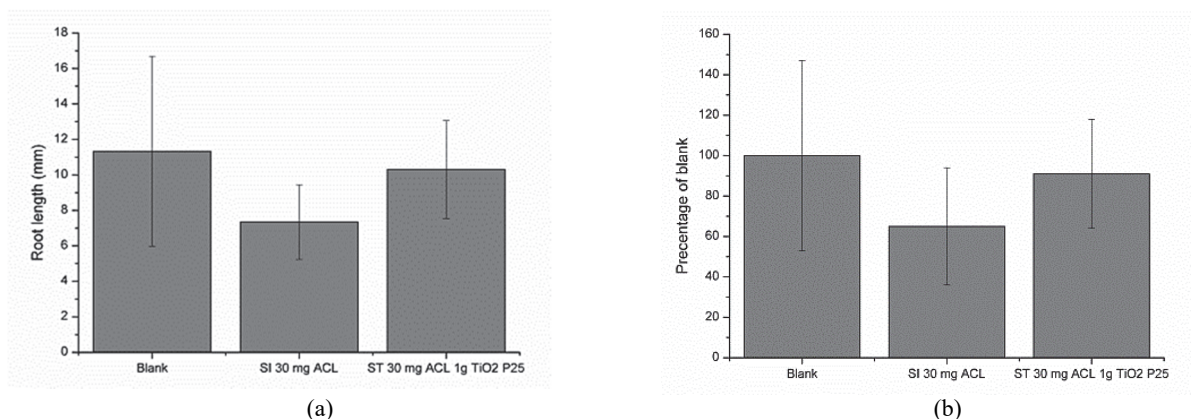 18
16
14
12
10
8
6
4
2
0
Root length (mm)
Blank
SI 30 mg ACL
ST 30 mg ACL 1g TiO2 P25
(a)
160
140
120
100
80
60
40
20
0
Precentage of blank
Blank
SI 30 mg ACL
ST 30 mg ACL 1g TiO2 P25
(b)